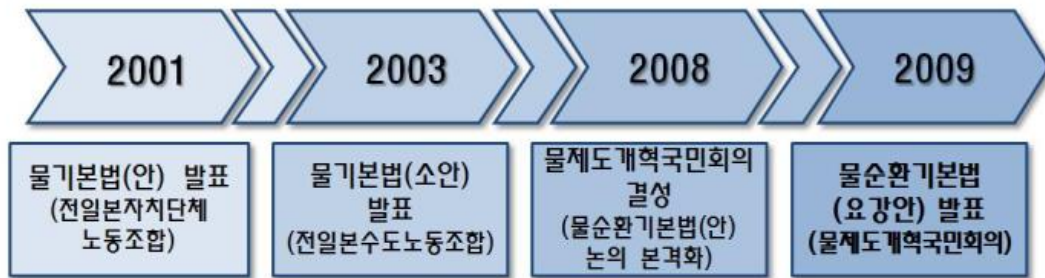 2001
2003
2008
2009
물기본법(안) 발표
(전일본자치단체
노동조합)
물기본법(소안)
발표
(전일본수도노동조합)
물제도개혁국민회의
결성
(물순환기본법(안)
논의 본격화)
물순환기본법
(요강안) 발표
(물제도개혁국민회의)